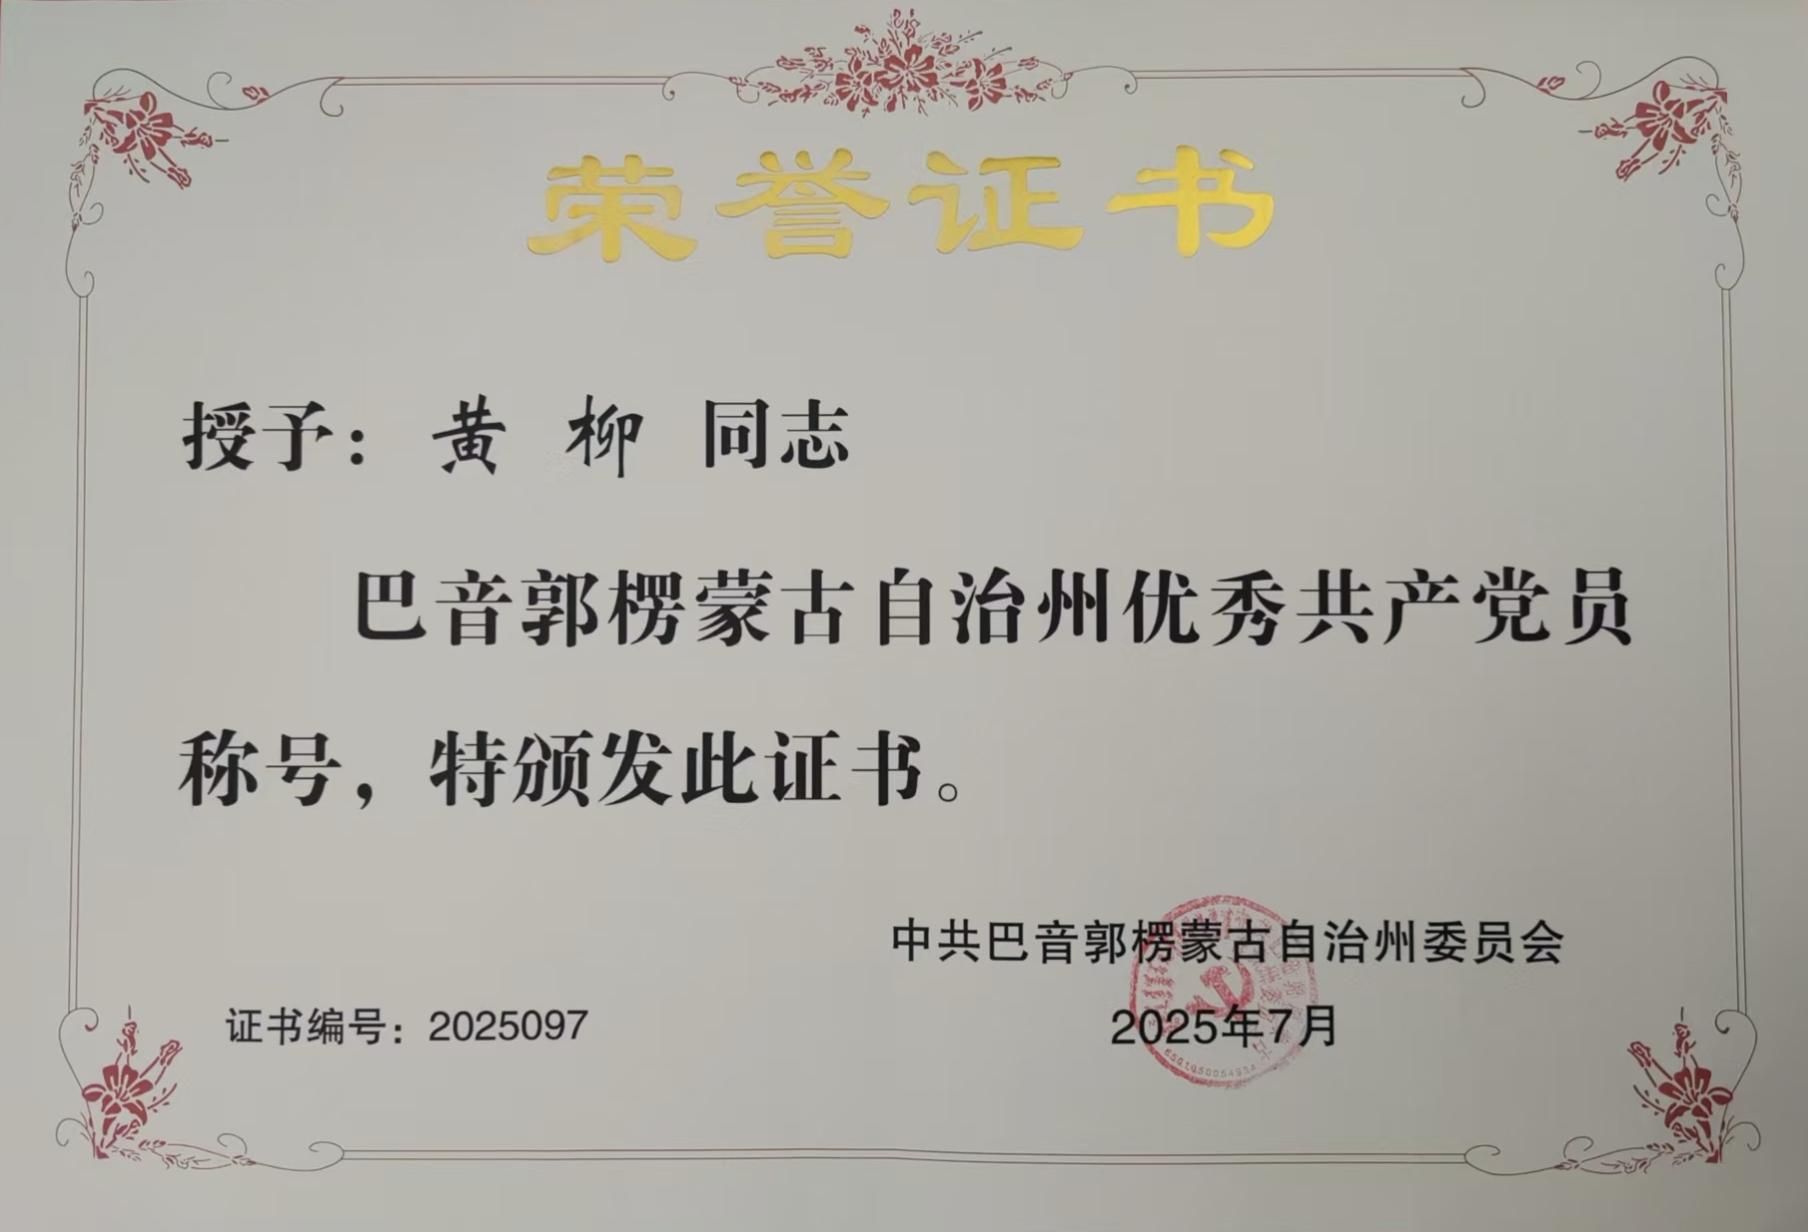 荣誉证书
授予：黄 柳 同志
巴音郭楞蒙古自治州优秀共产党员
称号，特颁发此证书。
中共巴音郭楞蒙古自治州委员会
证书编号：2025097
2025年7月